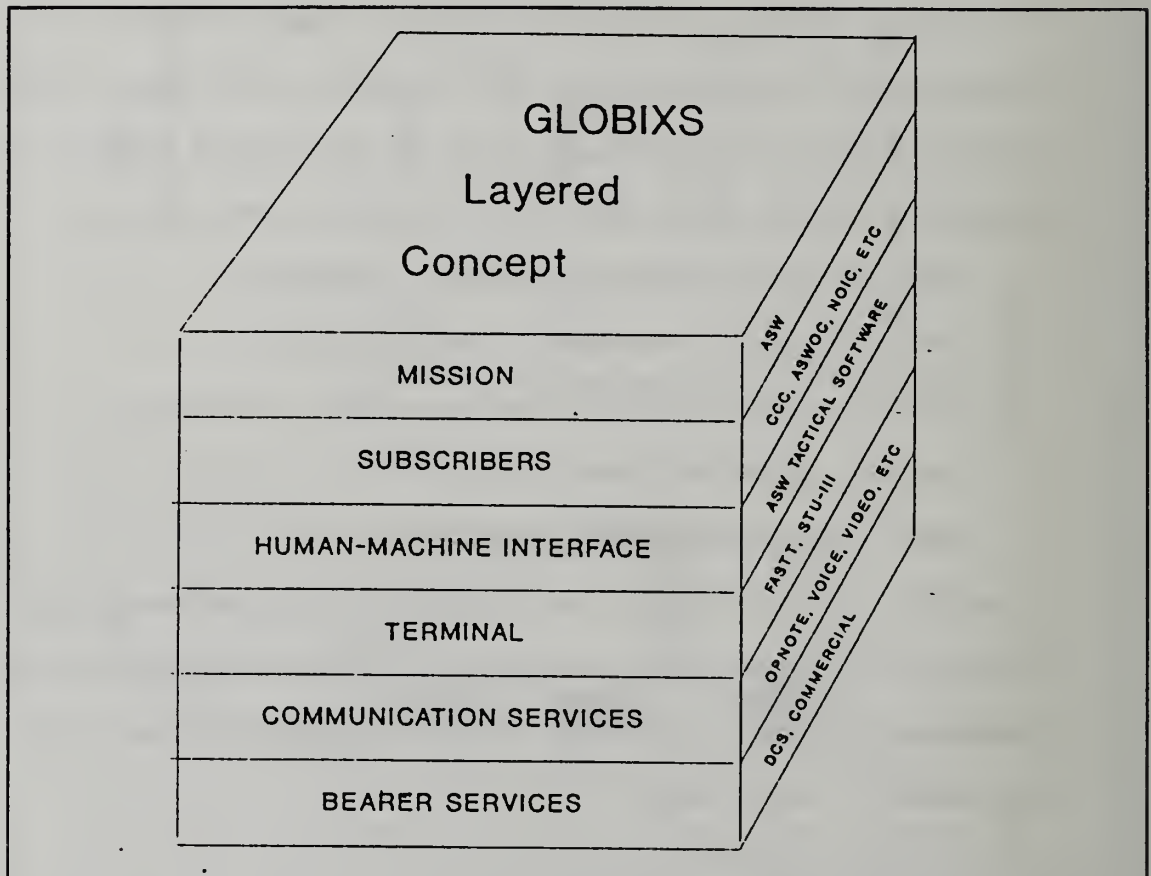 GLOBIXS
Layered
Concept
MISSION
SUBSCRIBERS
HUMAN-MACHINE INTERFACE
TERMINAL
COMMUNICATION SERVICES
BEARER SERVICES
ASW
CCC, ASWOC, NOIC, ETC
ASW TACTICAL SOFTWARE
FASTT, STU-III
OPNOTE, VOICE, VIDEO, ETC
DCS, COMMERCIAL